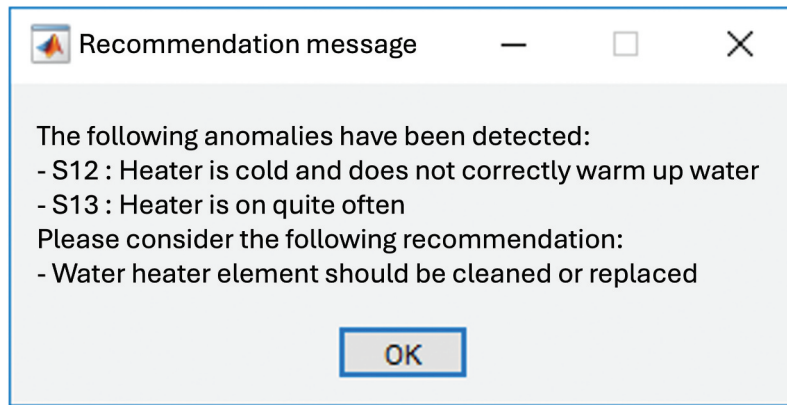 Recommendation message
The following anomalies have been detected:
- S12 : Heater is cold and does not correctly warm up water
- S13 : Heater is on quite often
Please consider the following recommendation:
- Water heater element should be cleaned or replaced
OK